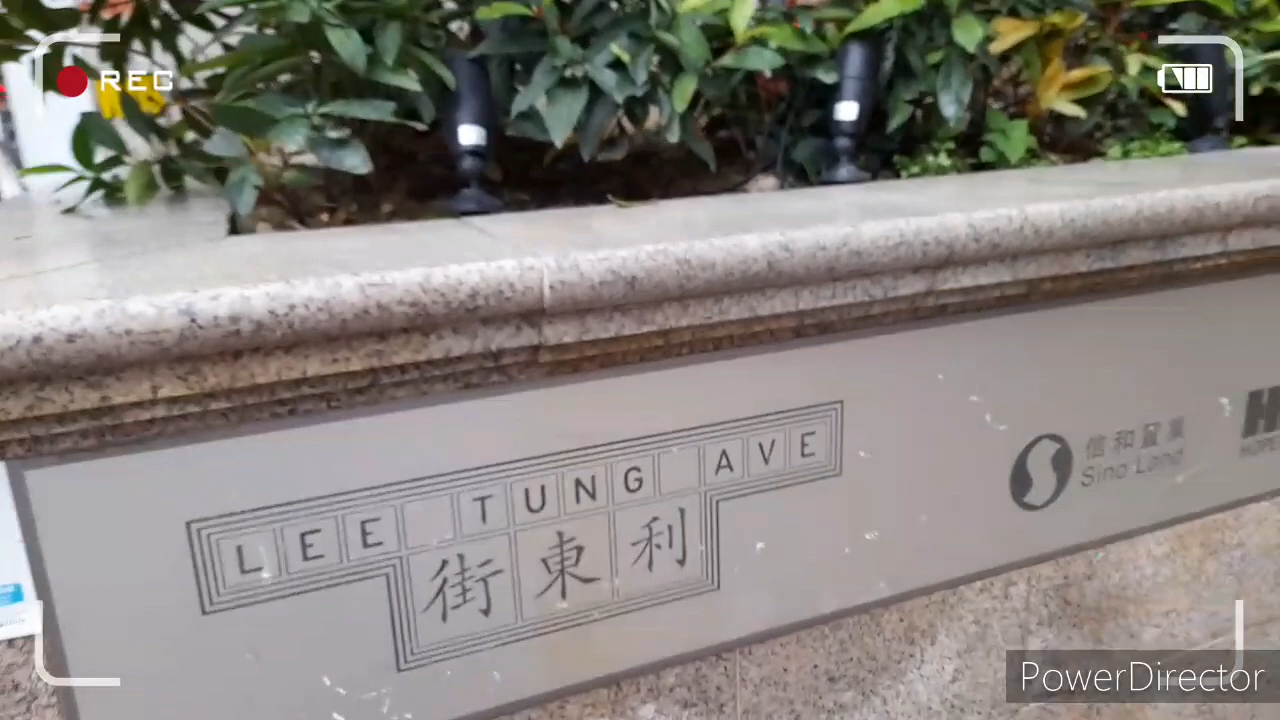 REC
LEE TUNG AVE
街東利
信和置業
Sino Land
PowerDirector